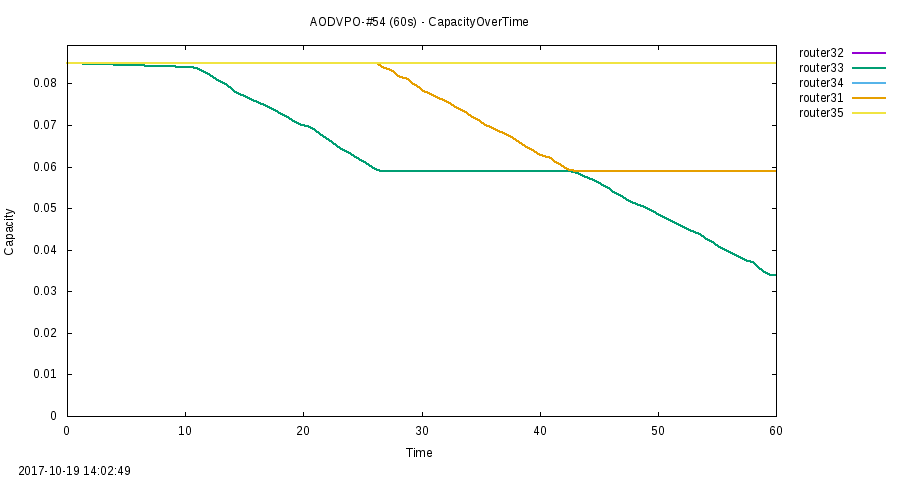 AODVPO-#54 (60s) - CapacityOverTime
router32
router33
router34
router31
router35
0.08
0.07
0.06
0.05
0.04
0.03
0.02
0.01
0
Capacity
0 10 20 30 40 50 60
Time
2017-10-19 14:02:49